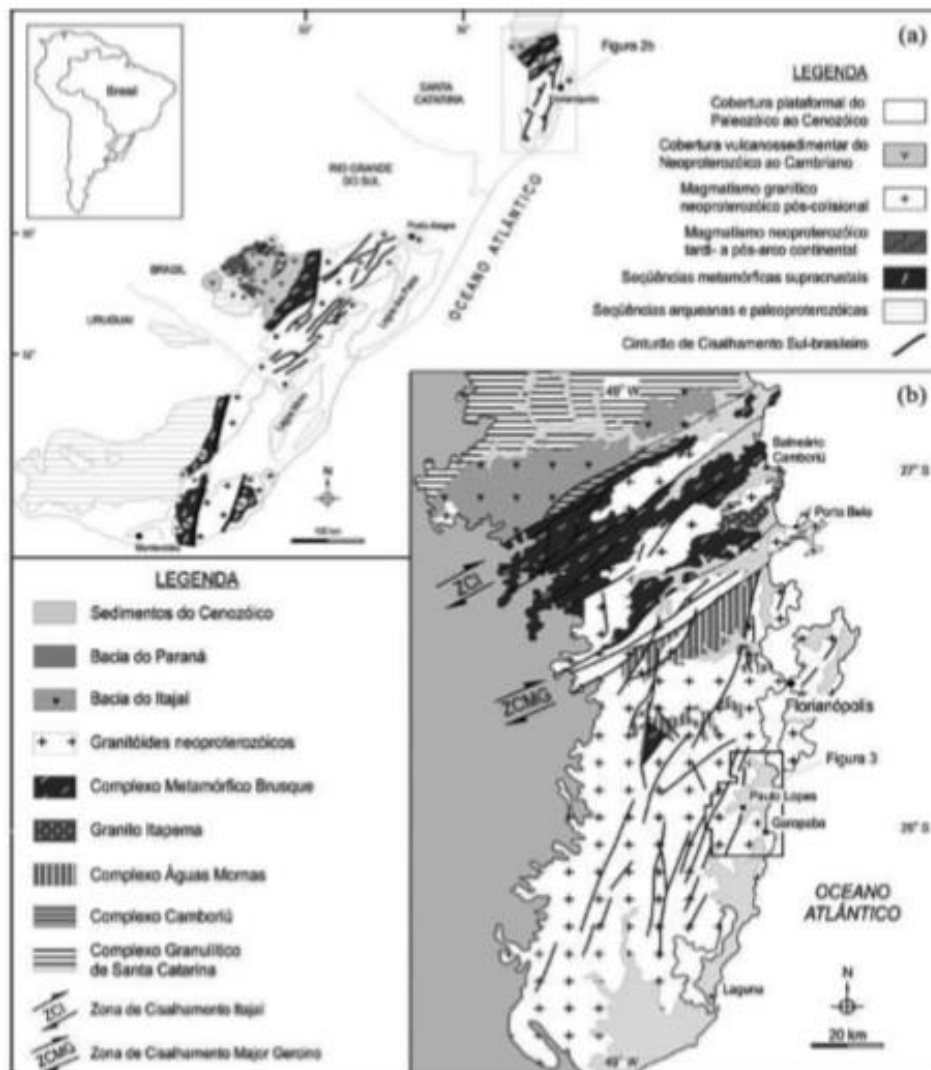 (a)
Figura 2b
Brasil
SANTA
CATARINA
RIO GRANDE
DO SUL
Porto Alegre
OCEANO ATLÂNTICO
BRASIL
URUGUAI
Montevideo
N
100 km
LEGENDA
Cobertura plataformal do
Paleozóico ao Cenozóico
Cobertura vulcanossedimentar do
Neoproterozóico ao Cambriano
Magmatismo granítico
neoproterozóico pós-colisional
Magmatismo neoproterozóico
tardi- a pós-arco continental
Seqüências metamórficas supracrustais
Seqüências arqueanas e paleoproterozóicas
Cinturão de Cisalhamento Sul-brasileiro
(b)
49° W
Balneário
Camboriú
27° S
Porto Belo
ZCI
ZCMG
Florianópolis
Figura 3
Paulo Lopes
Garopaba
28° S
OCEANO
ATLÂNTICO
N
Laguna
20 km
49° W
LEGENDA
Sedimentos do Cenozóico
Bacia do Paraná
Bacia do Itajaí
Granitóides neoproterozóicos
Complexo Metamórfico Brusque
Granito Itapema
Complexo Águas Mornas
Complexo Camboriú
Complexo Granulítico
de Santa Catarina
ZCI
Zona de Cisalhamento Itajaí
ZCMG
Zona de Cisalhamento Major Gercino